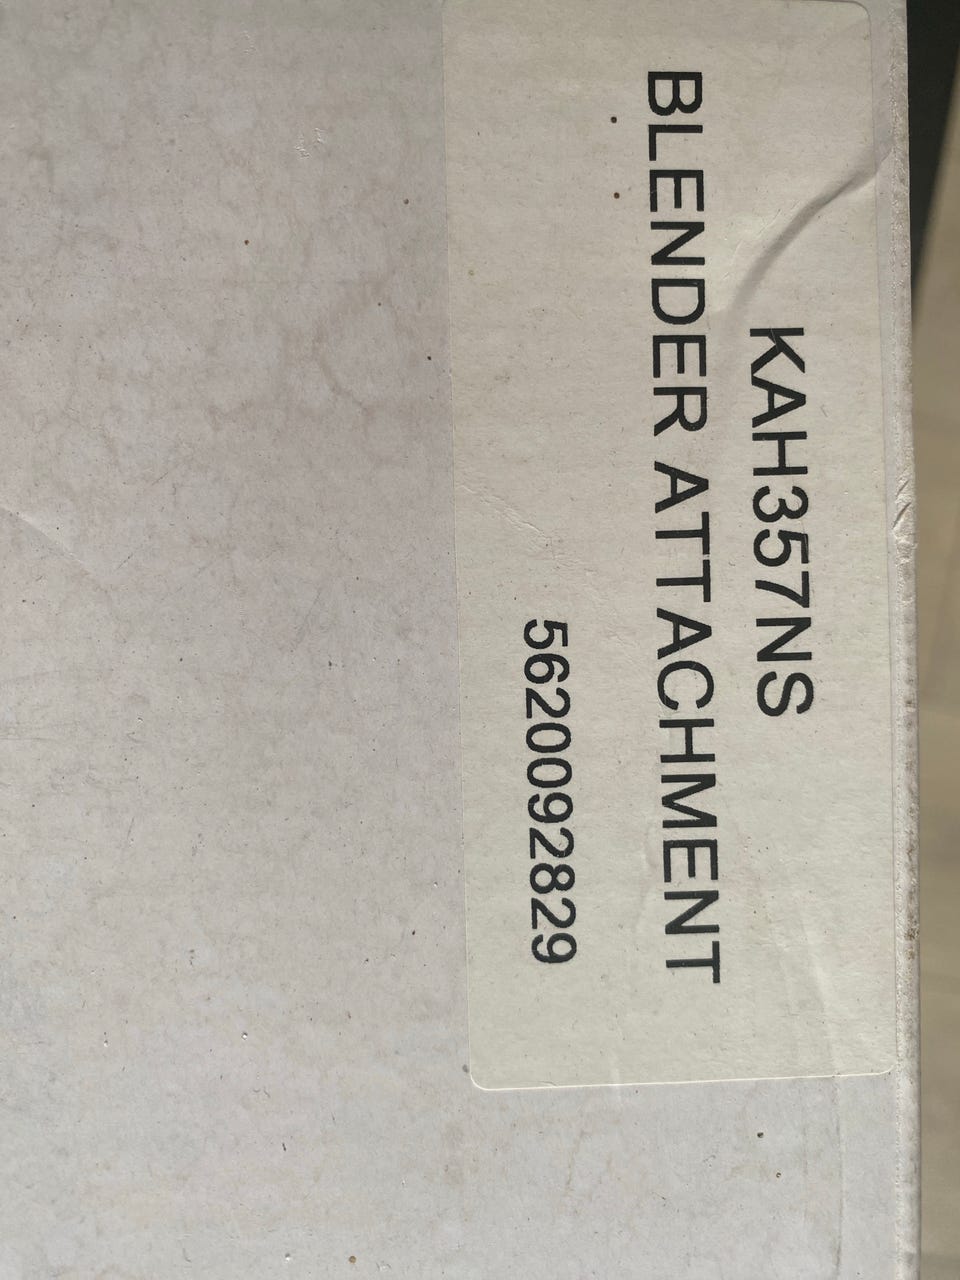 KAH357NS
BLENDER ATTACHMENT
5620092829